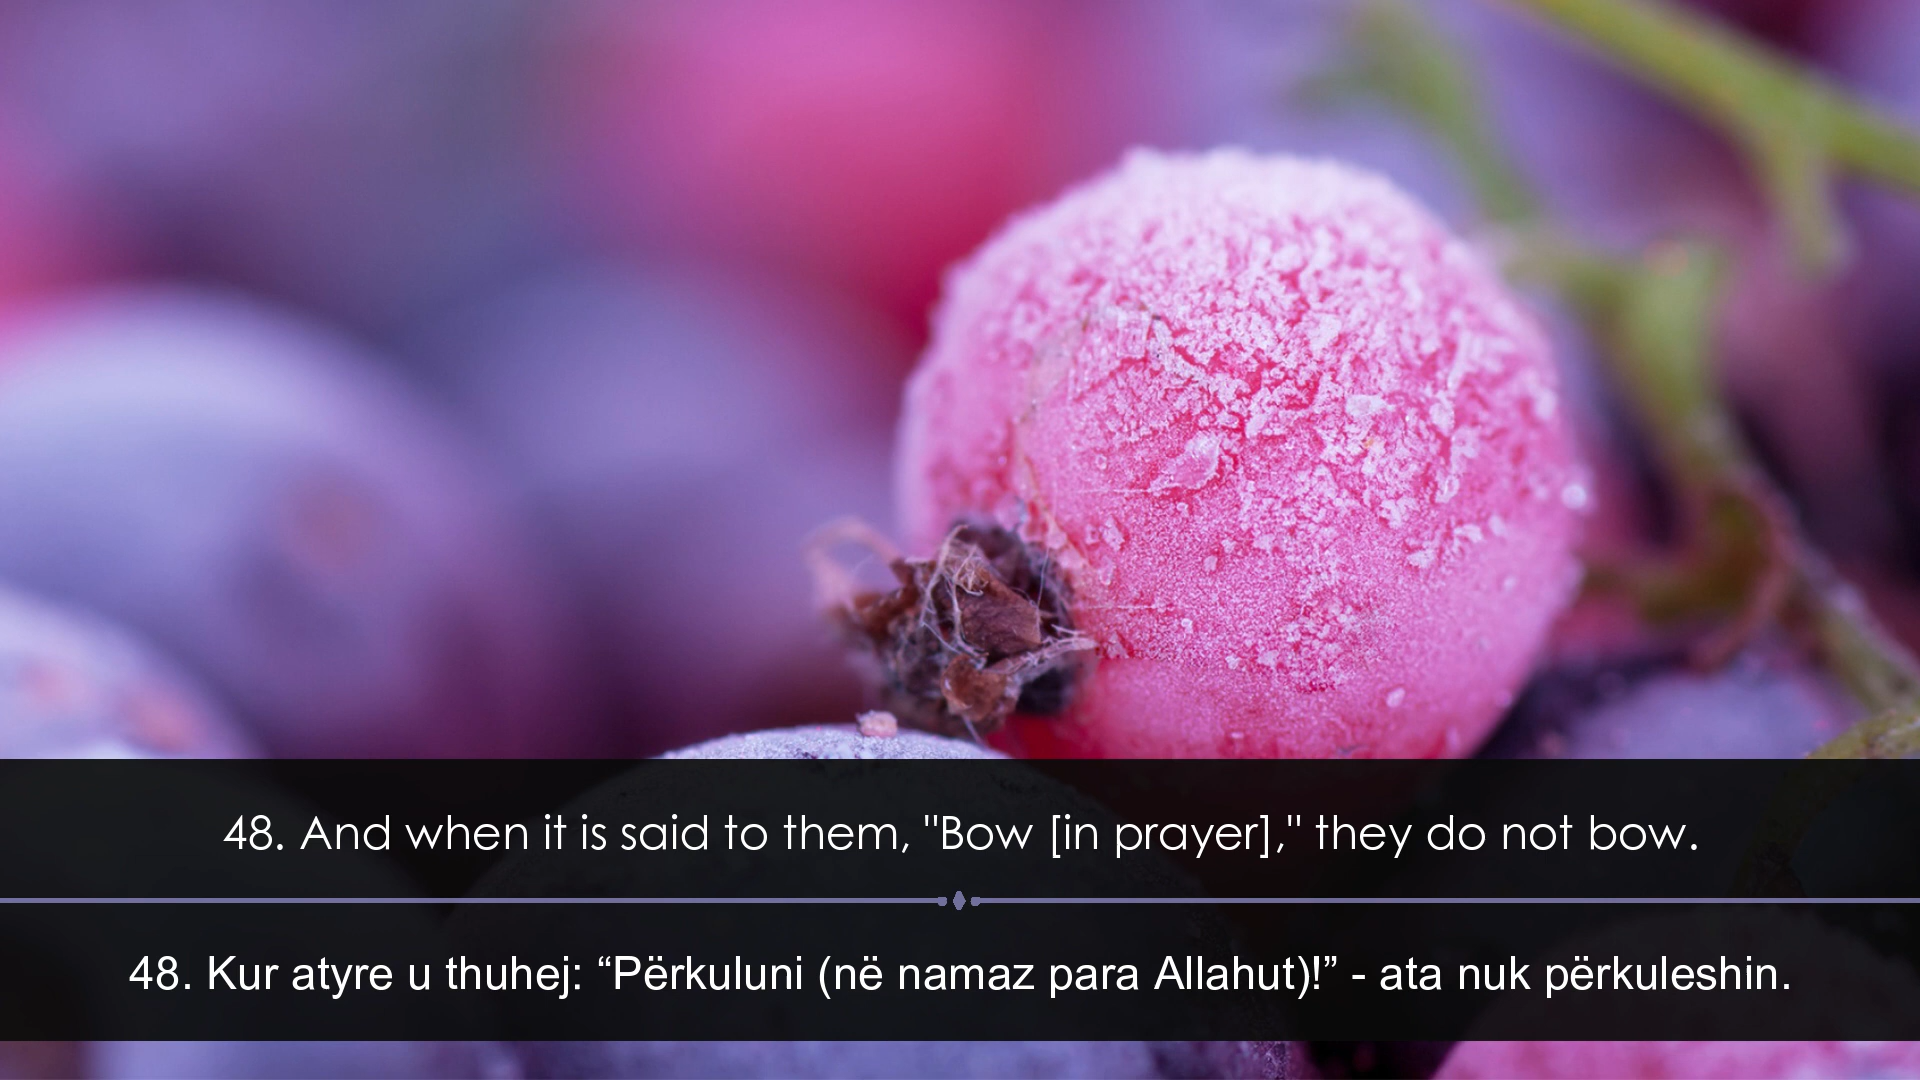 48. And when it is said to them, "Bow [in prayer]," they do not bow.
48. Kur atyre u thuhej: “Përkuluni (në namaz para Allahut)!” - ata nuk përkuleshin.